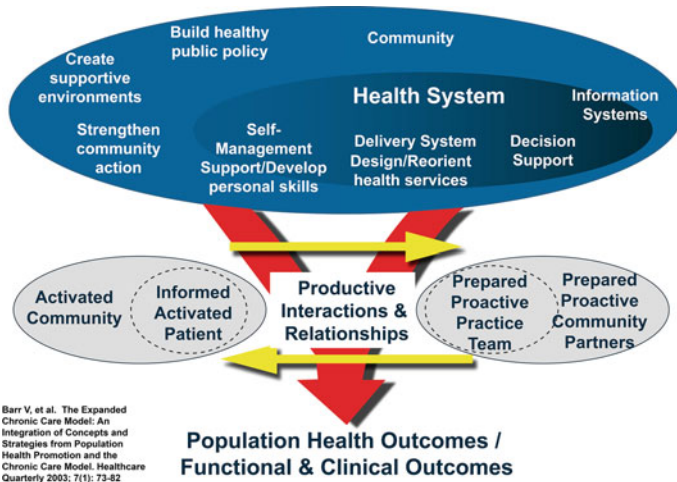 Build healthy
public policy
Community
Create
supportive
environments
Health System
Information
Systems
Strengthen
community
action
Self-
Management
Support/Develop
personal skills
Delivery System
Design/Reorient
health services
Decision
Support
Activated
Community
Informed
Activated
Patient
Productive
Interactions &
Relationships
Prepared
Proactive
Practice
Team
Prepared
Proactive
Community
Partners
Barr V, et al. The Expanded
Chronic Care Model: An
Integration of Concepts and
Strategies from Population
Health Promotion and the
Chronic Care Model. Healthcare
Quarterly 2003; 7(1): 73-82
Population Health Outcomes /
Functional & Clinical Outcomes